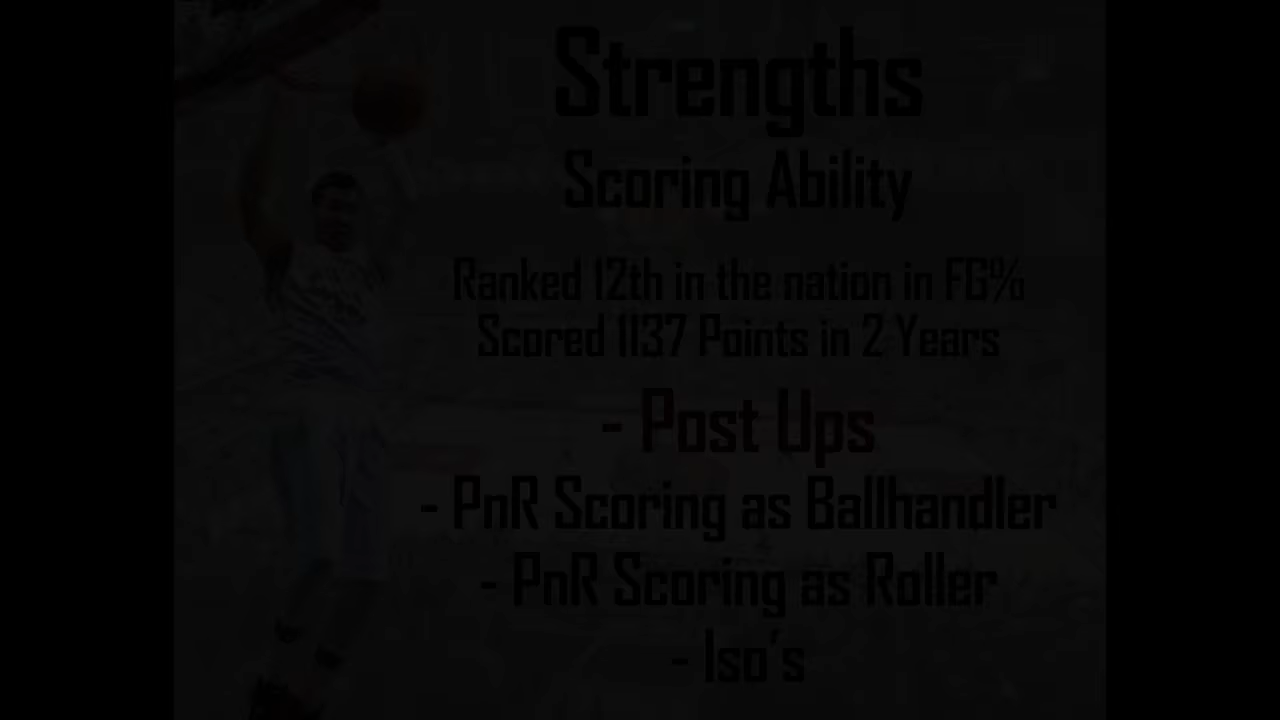 Strengths
Scoring Ability
Ranked 12th in the nation in FG%
Scored 1137 Points in 2 Years
- Post Ups
- PnR Scoring as Ballhandler
- PnR Scoring as Roller
- Iso's